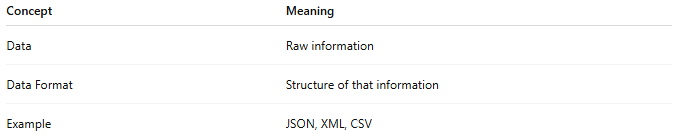 Concept Meaning
Data Raw information
Data Format Structure of that information
Example JSON, XML, CSV